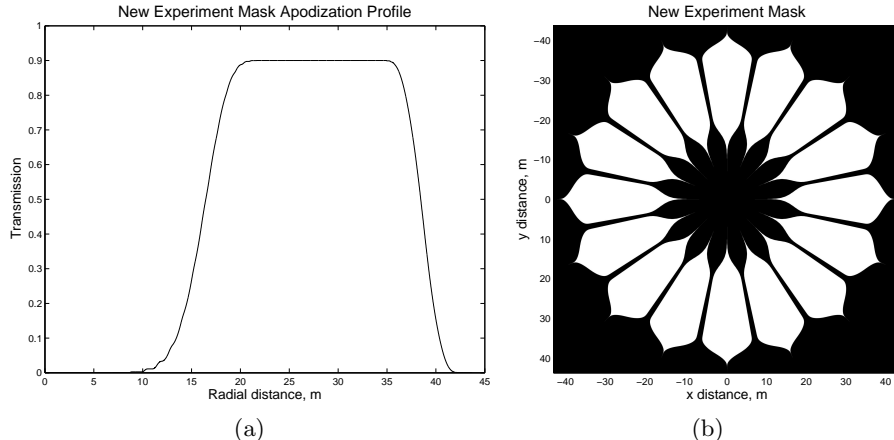 New Experiment Mask Apodization Profile
1
0.9
0.8
0.7
0.6
0.5
0.4
0.3
0.2
0.1
0
Transmission
0 5 10 15 20 25 30 35 40 45
Radial distance, m
(a)
New Experiment Mask
−40
−30
−20
−10
0
10
20
30
40
y distance, m
−40 −30 −20 −10 0 10 20 30 40
x distance, m
(b)